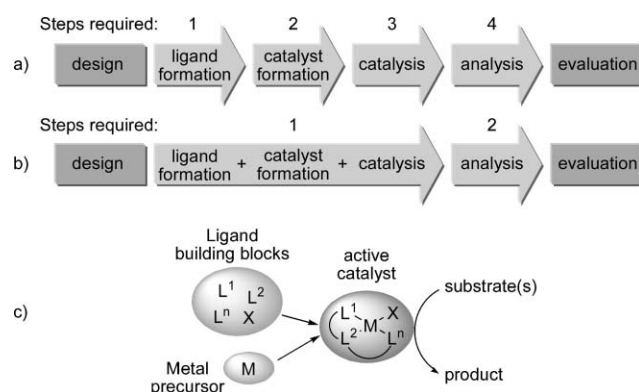 Steps required: 1 2 3 4
a) design ligand formation catalyst formation catalysis analysis evaluation
Steps required: 1 2
b) design ligand formation + catalyst formation + catalysis analysis evaluation
Ligand
building blocks
active
catalyst
L¹ L²
Lⁿ X
c)
L¹ X
M
L² Lⁿ
substrate(s)
Metal
precursor
M
product